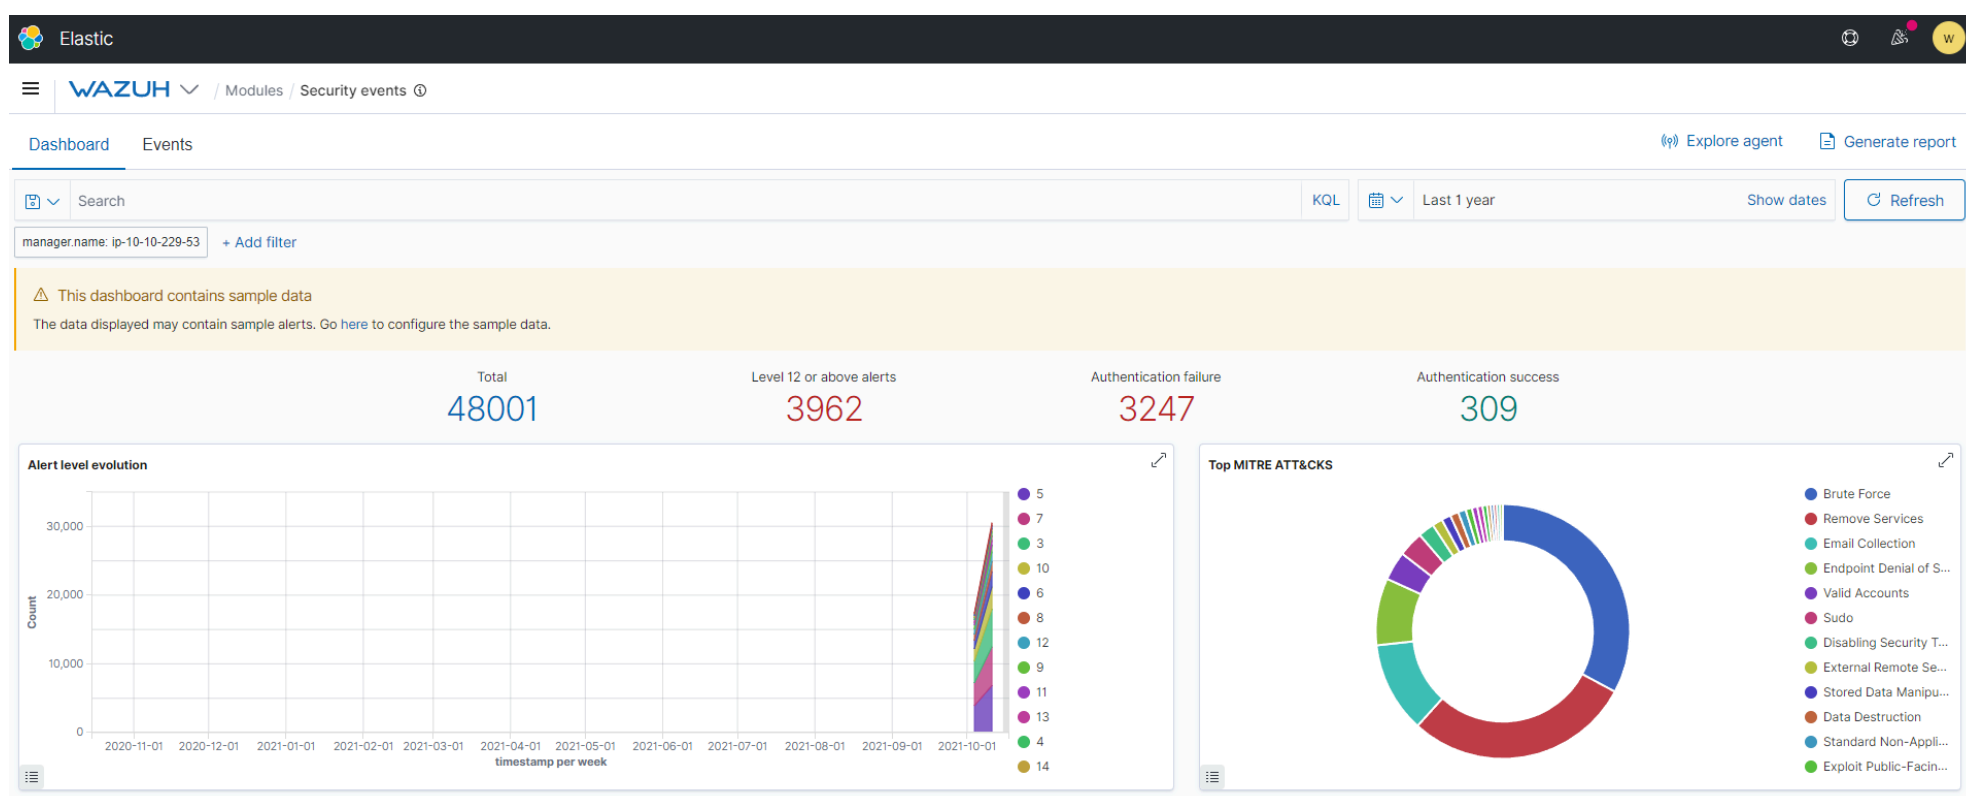 Elastic
W
WAZUH / Modules / Security events
Dashboard Events
Explore agent Generate report
Search KQL Last 1 year Show dates Refresh
manager.name: ip-10-10-229-53 + Add filter
This dashboard contains sample data
The data displayed may contain sample alerts. Go here to configure the sample data.
Total
48001
Level 12 or above alerts
3962
Authentication failure
3247
Authentication success
309
Alert level evolution
Count
30,000
20,000
10,000
0
2020-11-01 2020-12-01 2021-01-01 2021-02-01 2021-03-01 2021-04-01 2021-05-01 2021-06-01 2021-07-01 2021-08-01 2021-09-01 2021-10-01
timestamp per week
5
7
3
10
6
8
12
9
11
13
4
14
Top MITRE ATT&CKS
Brute Force
Remove Services
Email Collection
Endpoint Denial of S...
Valid Accounts
Sudo
Disabling Security T...
External Remote Se...
Stored Data Manipu...
Data Destruction
Standard Non-Appli...
Exploit Public-Facin...